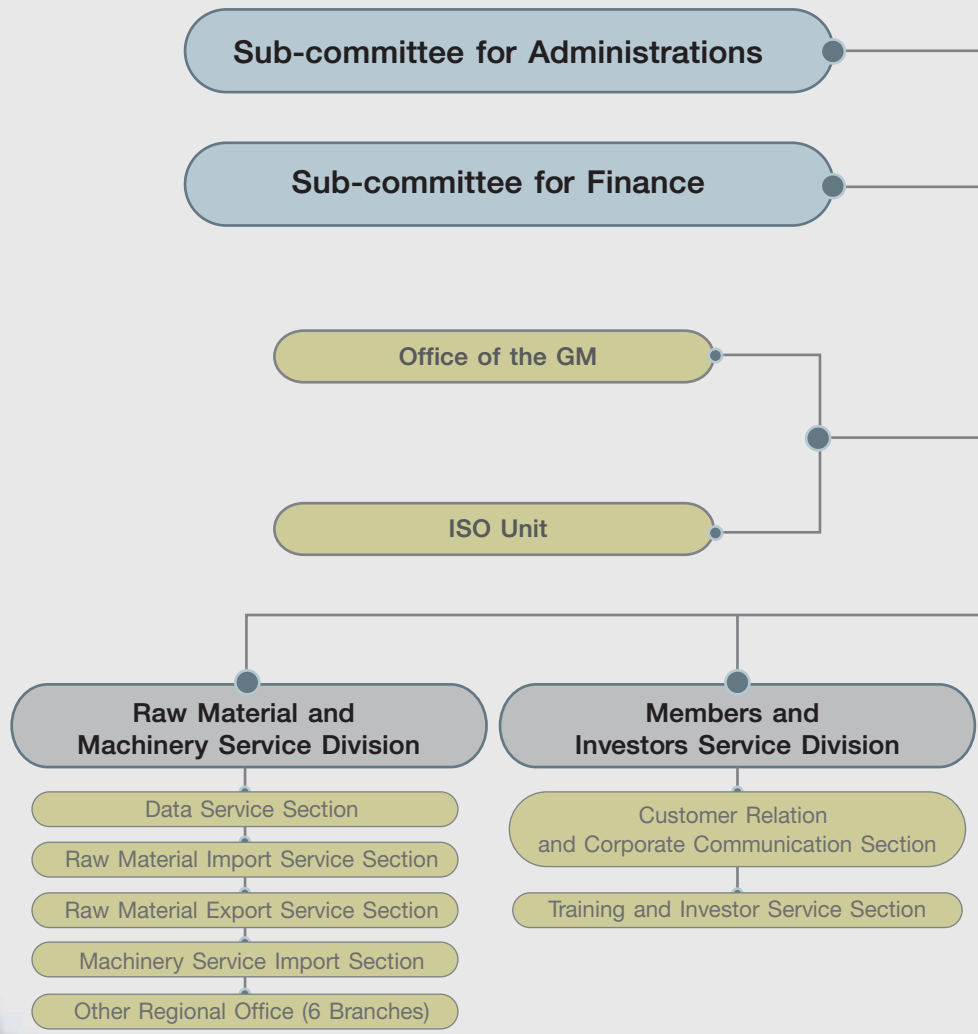 Sub-committee for Administrations
Sub-committee for Finance
Office of the GM
ISO Unit
Raw Material and
Machinery Service Division
Data Service Section
Raw Material Import Service Section
Raw Material Export Service Section
Machinery Service Import Section
Other Regional Office (6 Branches)
Members and
Investors Service Division
Customer Relation
and Corporate Communication Section
Training and Investor Service Section